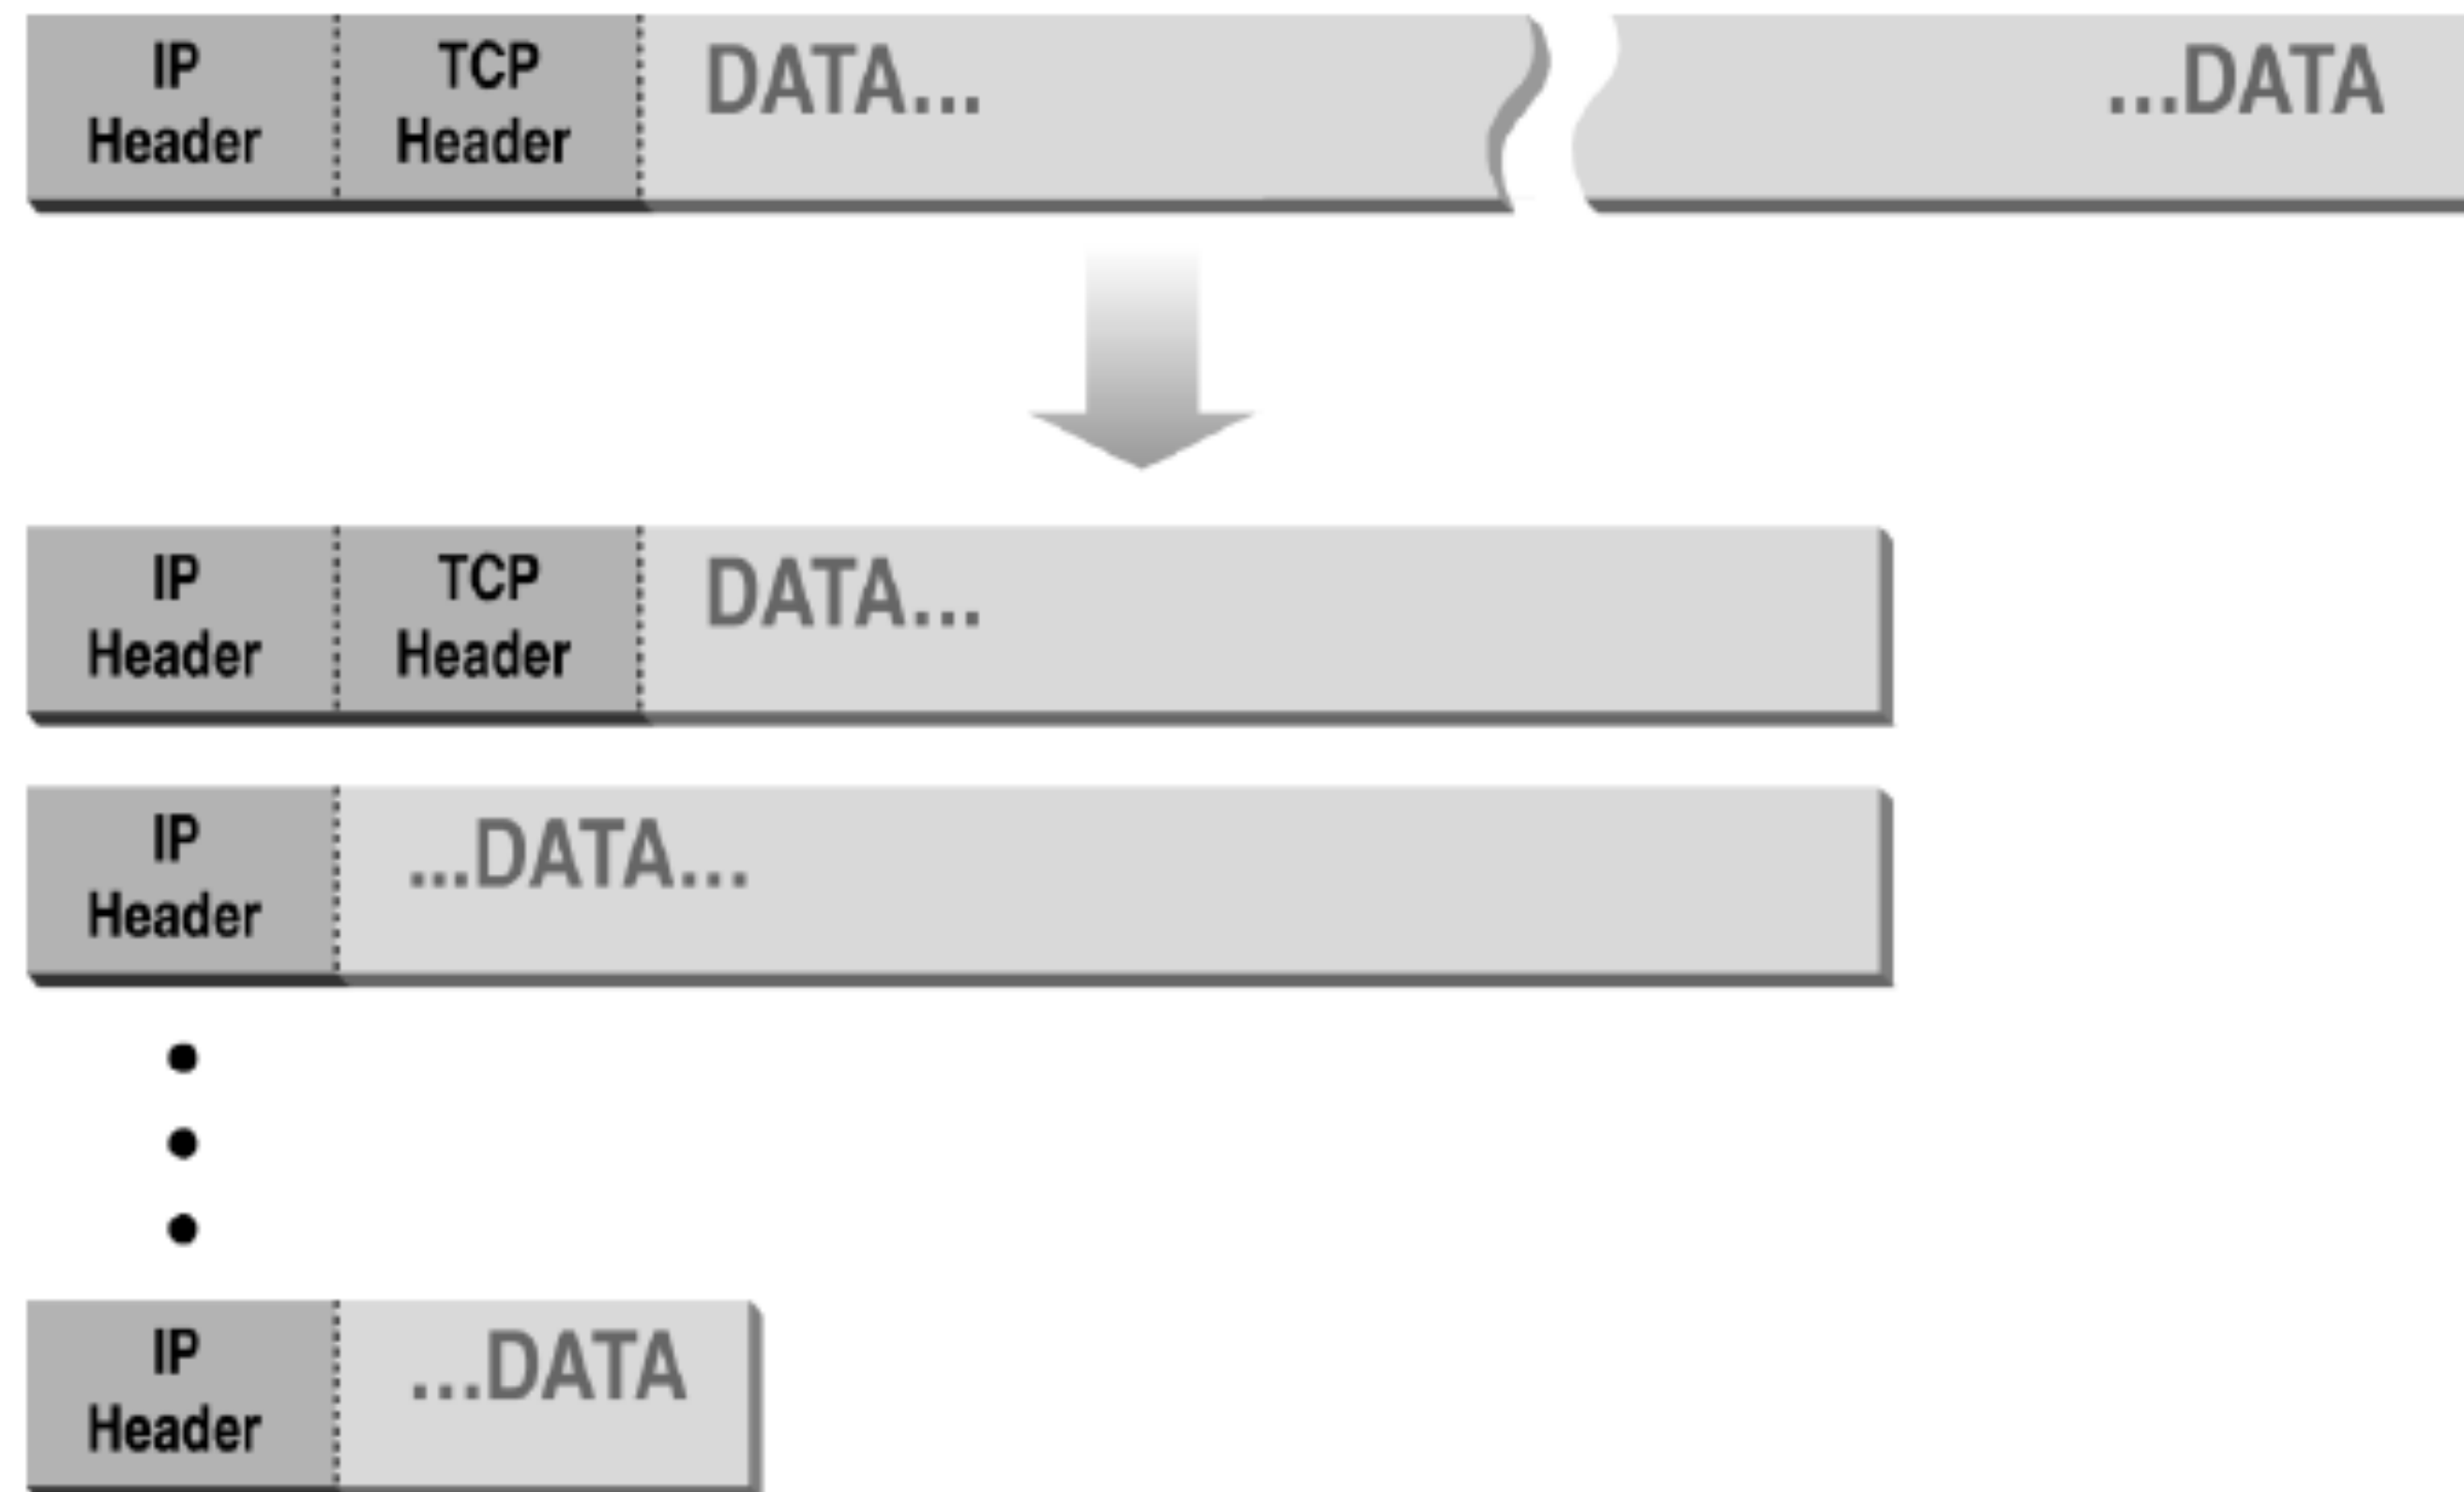 IP
Header
TCP
Header
DATA...
...DATA
IP
Header
TCP
Header
DATA...
IP
Header
...DATA...
IP
Header
...DATA